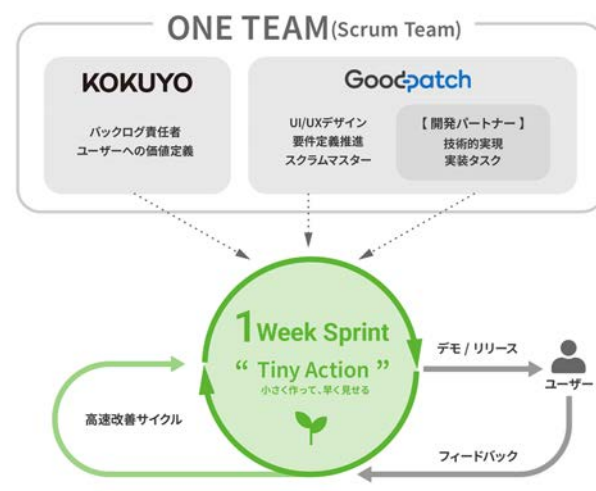 ONE TEAM(Scrum Team)
KOKUYO
バックログ責任者
ユーザーへの価値定義
Goodpatch
UI/UXデザイン
要件定義推進
スクラムマスター
【 開発パートナー 】
技術的実現
実装タスク
1 Week Sprint
“ Tiny Action ”
小さく作って、早く見せる
デモ / リリース
ユーザー
高速改善サイクル
フィードバック